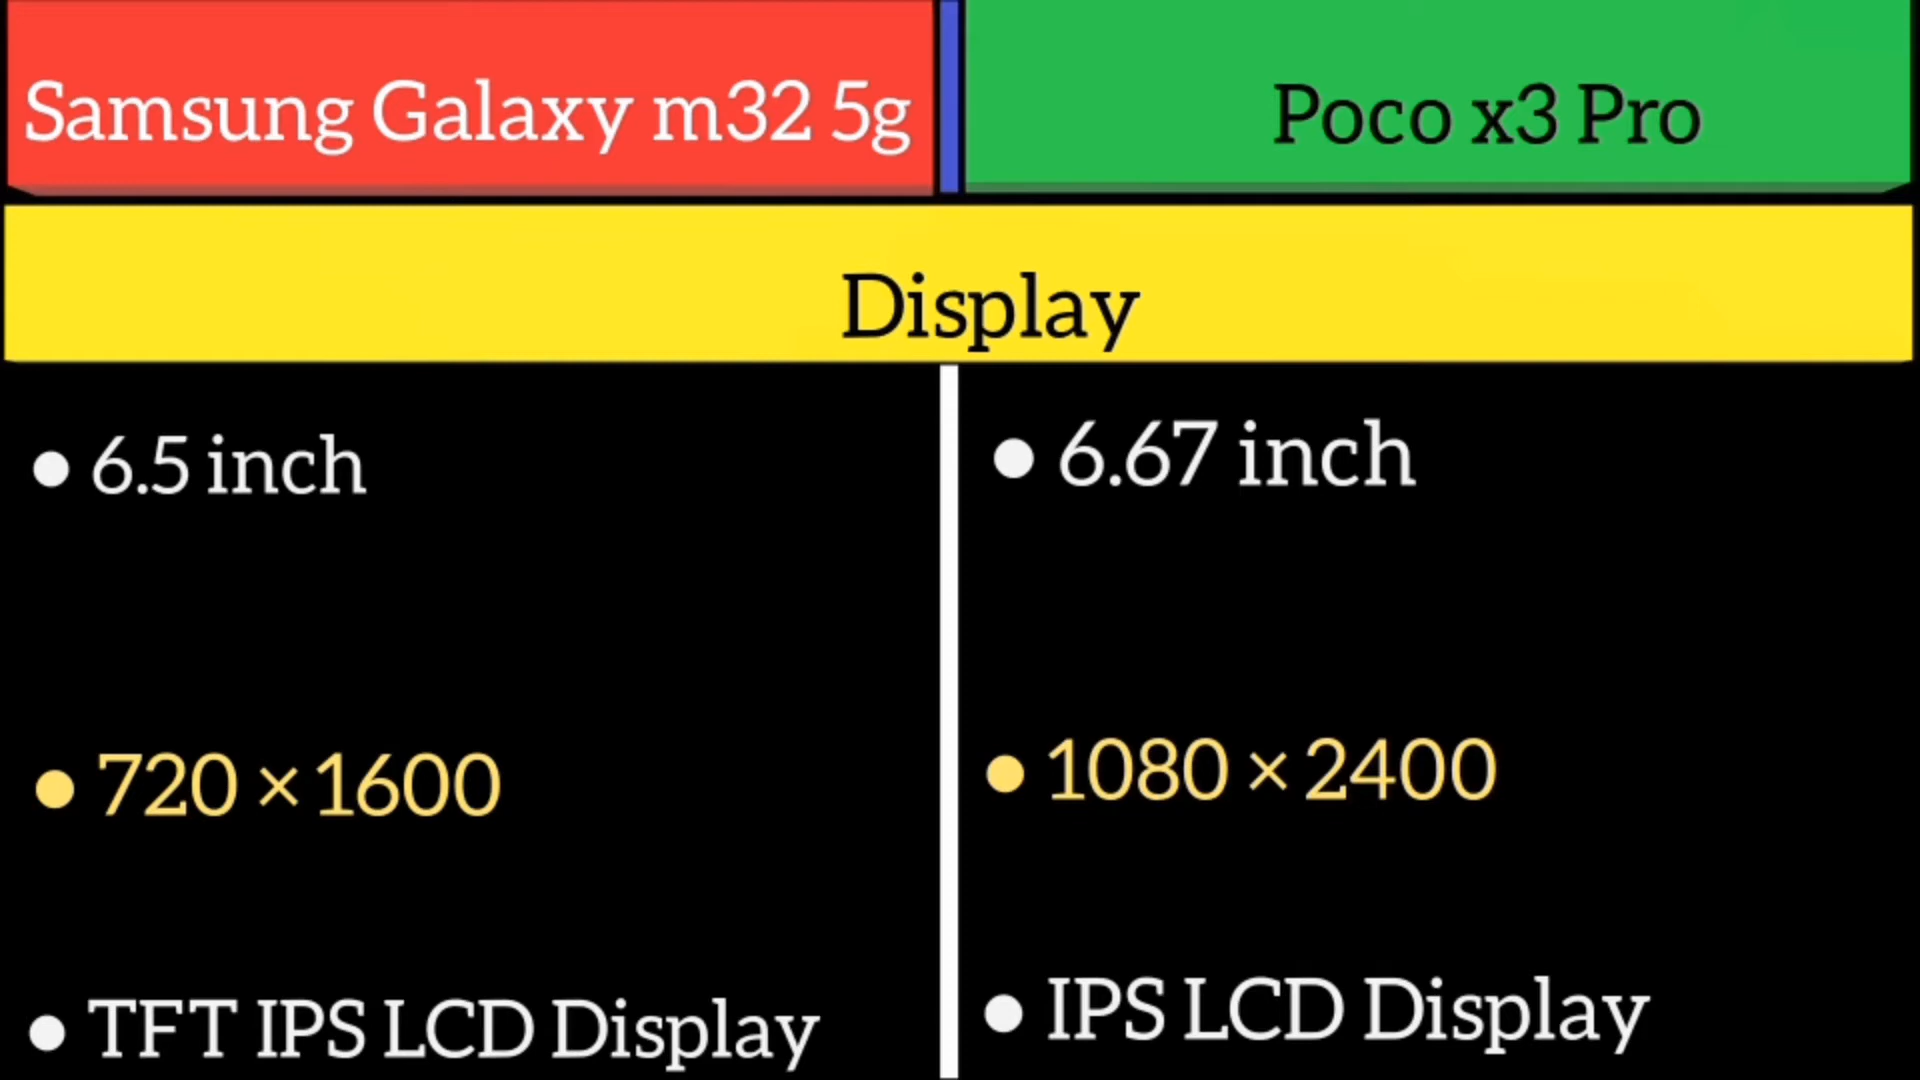 Samsung Galaxy m32 5g
Poco x3 Pro
Display
• 6.5 inch
• 6.67 inch
• 720 × 1600
• 1080 × 2400
• TFT IPS LCD Display
• IPS LCD Display